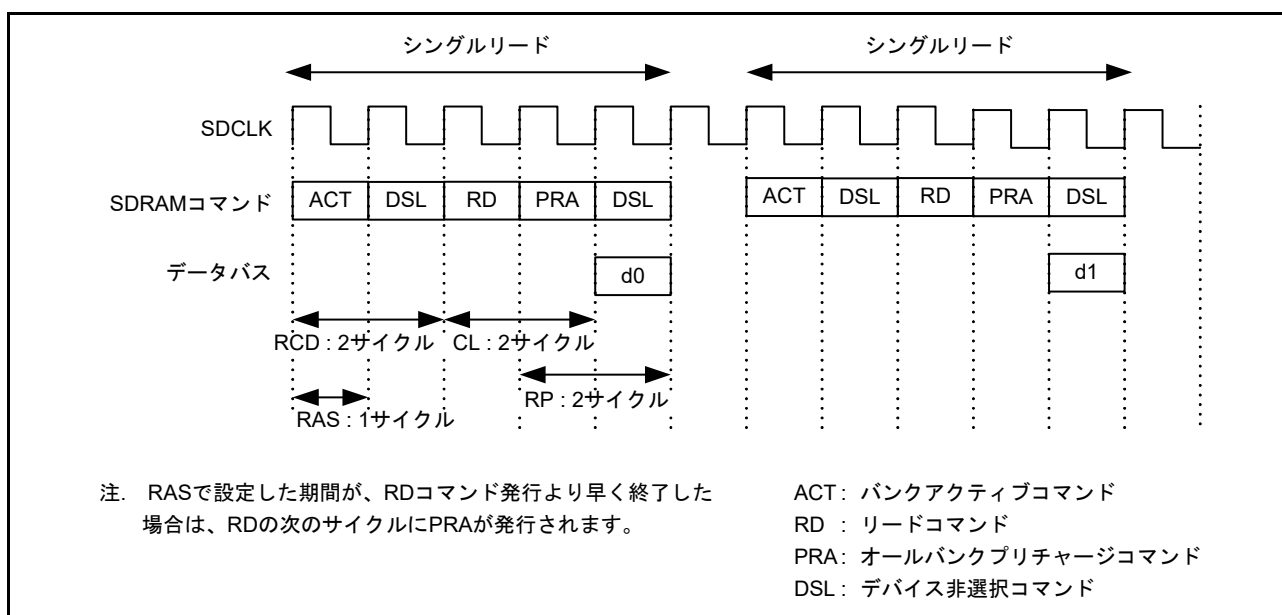 シングルリード シングルリード
SDCLK
SDRAMコマンド ACT DSL RD PRA DSL ACT DSL RD PRA DSL
データバス d0 d1
RCD : 2サイクル CL : 2サイクル
RP : 2サイクル
RAS : 1サイクル
注. RASで設定した期間が、RDコマンド発行より早く終了した
場合は、RDの次のサイクルにPRAが発行されます。
ACT : バンクアクティブコマンド
RD : リードコマンド
PRA : オールバンクプリチャージコマンド
DSL : デバイス非選択コマンド